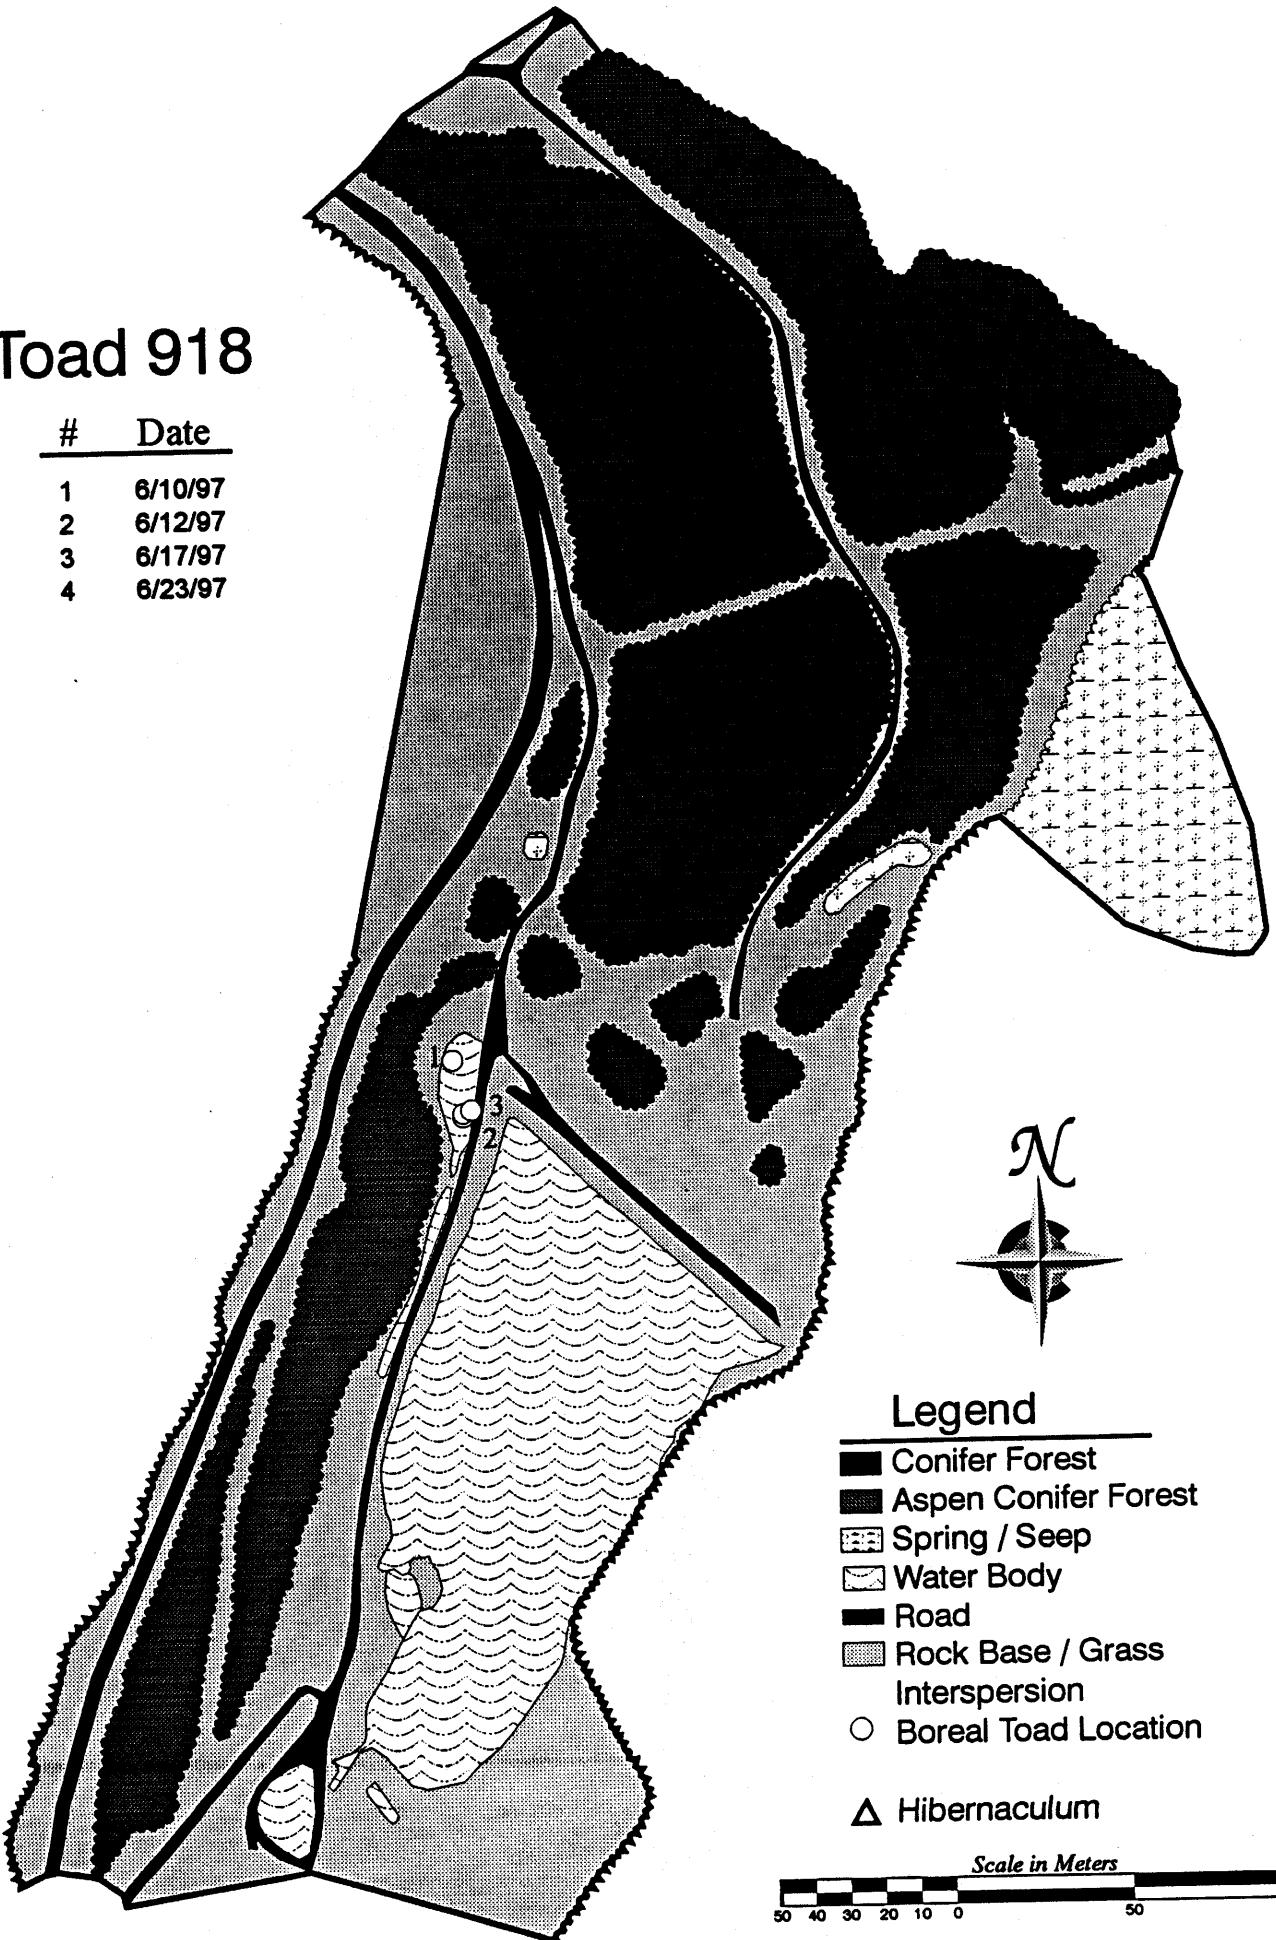 Toad 918
# Date
1 6/10/97
2 6/12/97
3 6/17/97
4 6/23/97
1
3
2
N
Legend
Conifer Forest
Aspen Conifer Forest
Spring / Seep
Water Body
Road
Rock Base / Grass
Interspersion
Boreal Toad Location
Hibernaculum
Scale in Meters
50 40 30 20 10 0 50